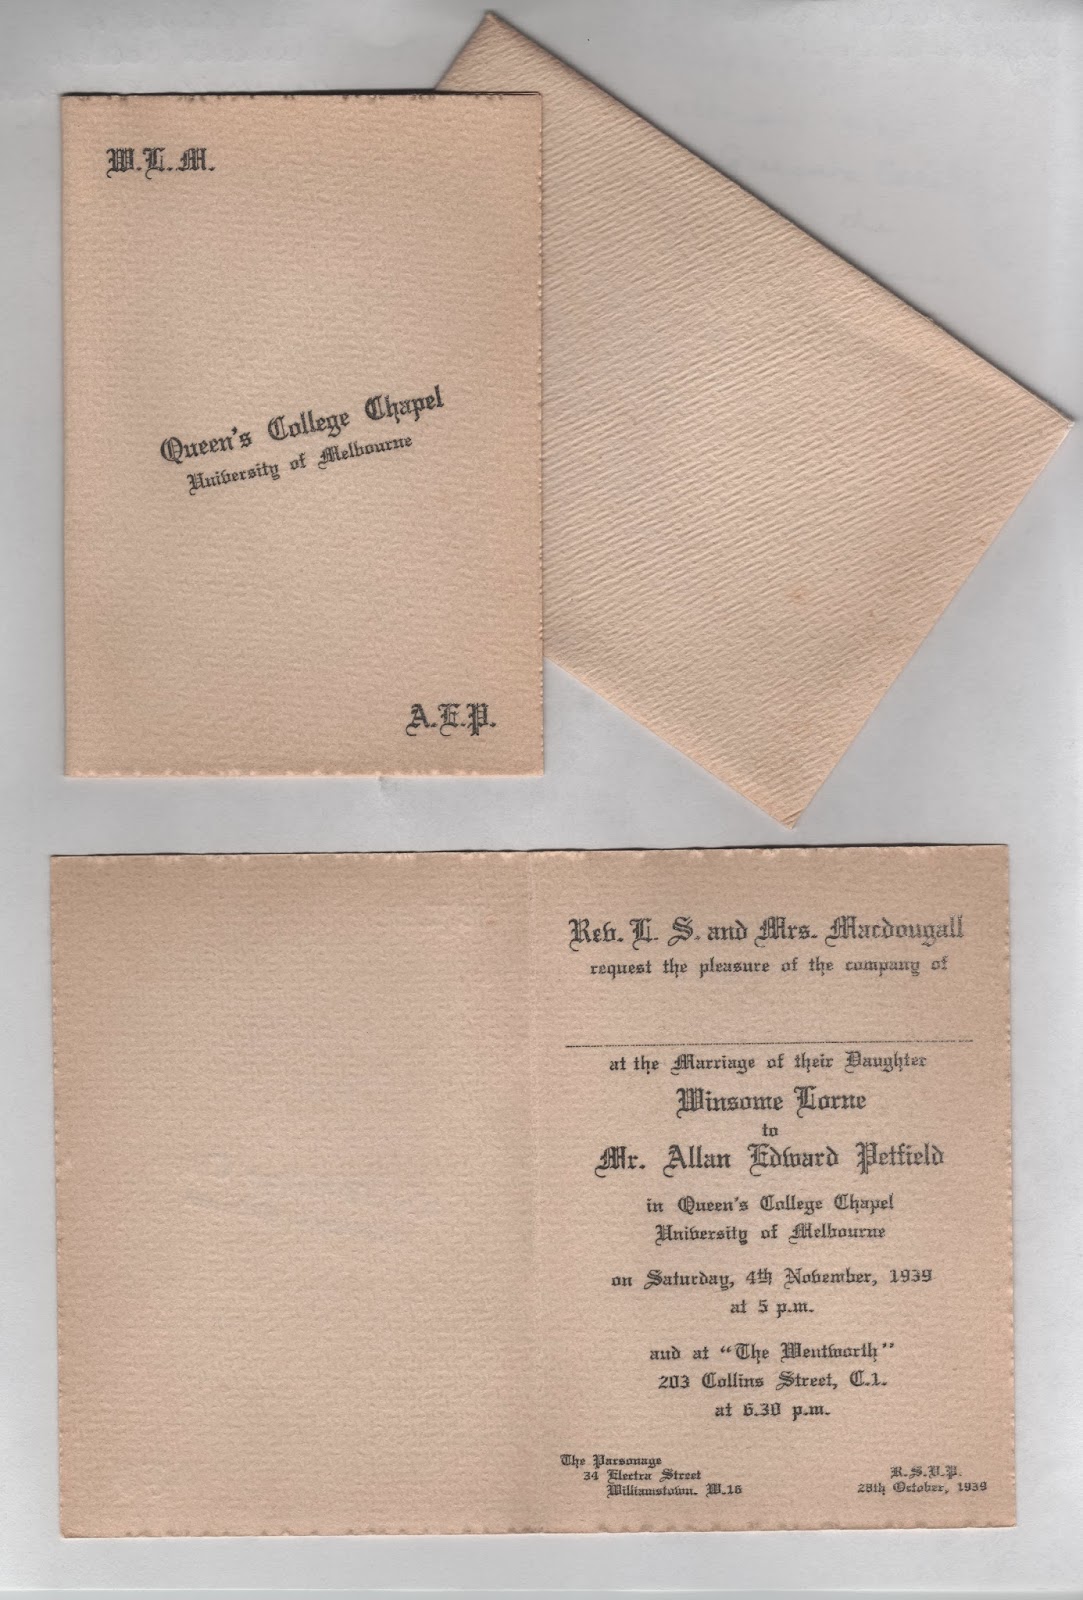 W.L.M.
Queen's College Chapel
University of Melbourne
A.E.P.
Rev. L. S. and Mrs. Macdougall
request the pleasure of the company of
at the Marriage of their Daughter
Winsome Lorne
to
Mr. Allan Edward Petfield
in Queen's College Chapel
University of Melbourne
on Saturday, 4th November, 1939
at 5 p.m.
and at "The Wentworth"
203 Collins Street, C.1.
at 6.30 p.m.
The Parsonage
34 Electra Street
Williamstown. W.16
R.S.V.P.
28th October, 1939